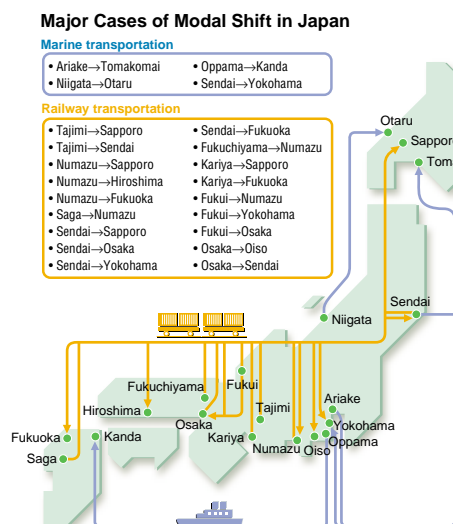 Major Cases of Modal Shift in Japan
Marine transportation
• Ariake→Tomakomai
• Niigata→Otaru
• Oppama→Kanda
• Sendai→Yokohama
Railway transportation
• Tajimi→Sapporo
• Tajimi→Sendai
• Numazu→Sapporo
• Numazu→Hiroshima
• Numazu→Fukuoka
• Saga→Numazu
• Sendai→Sapporo
• Sendai→Osaka
• Sendai→Yokohama
• Sendai→Fukuoka
• Fukuchiyama→Numazu
• Kariya→Sapporo
• Kariya→Fukuoka
• Fukui→Numazu
• Fukui→Yokohama
• Fukui→Osaka
• Osaka→Oiso
• Osaka→Sendai
Otaru
Sapporo
Toma
Sendai
Niigata
Fukui
Fukuchiyama
Hiroshima
Osaka
Tajimi
Ariake
Yokohama
Oppama
Fukuoka
Kanda
Kariya
Numazu
Oiso
Saga